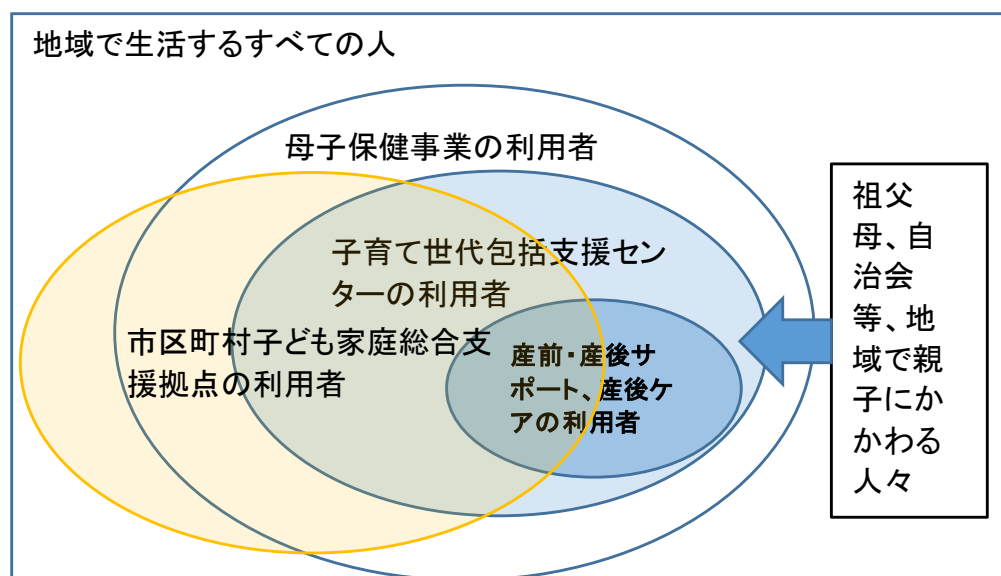 地域で生活するすべての人
母子保健事業の利用者
子育て世代包括支援セン
ターの利用者
市区町村子ども家庭総合支
援拠点の利用者
産前・産後サ
ポート、産後ケ
アの利用者
祖父
母、自
治会
等、地
域で親
子にか
かわる
人々